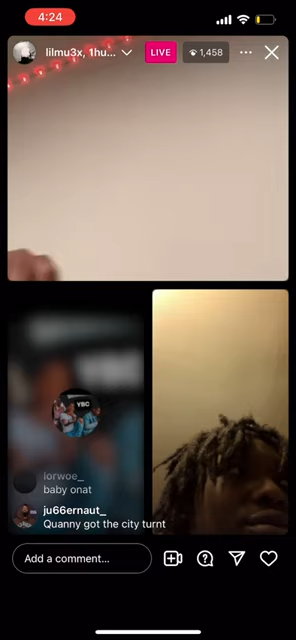 4:24
lilmu3x, 1hu...
LIVE
1,458
YBC
lorwoe_
baby onat
ju66ernaut_
Quanny got the city turnt
Add a comment...